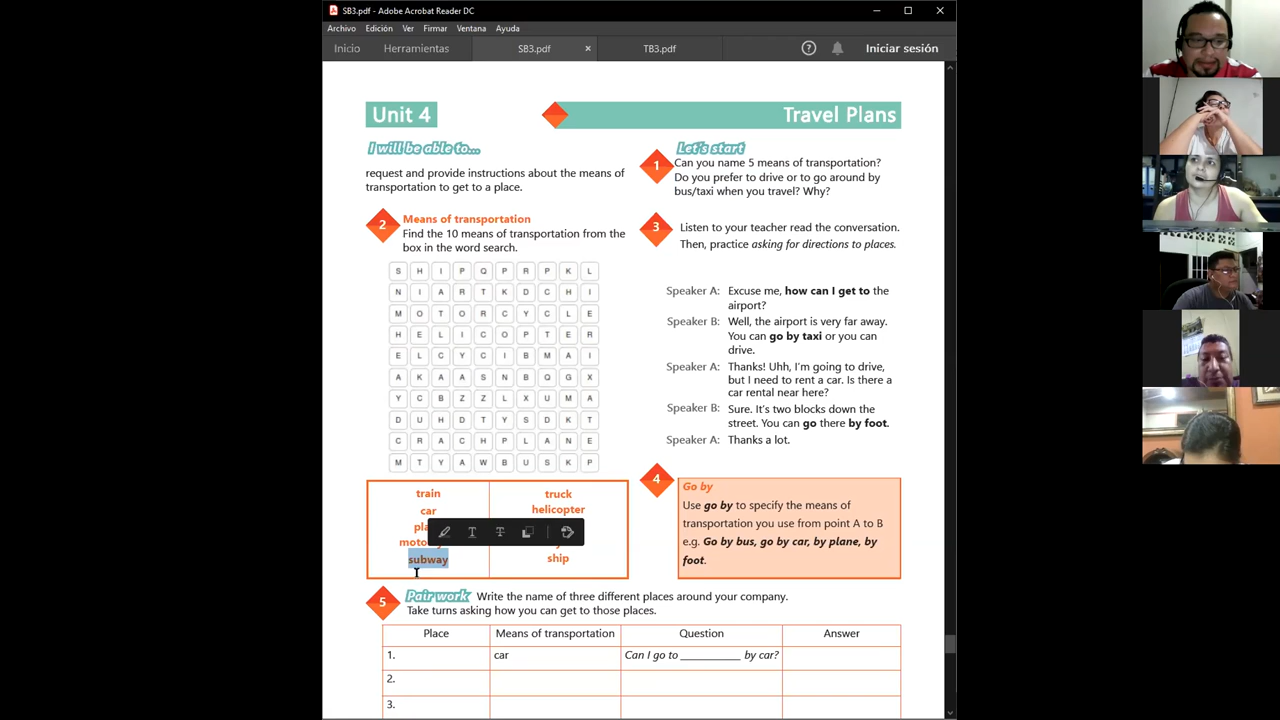 SB3.pdf - Adobe Acrobat Reader DC
Archivo Edición Ver Firmar Ventana Ayuda
Inicio Herramientas SB3.pdf × TB3.pdf Iniciar sesión
Unit 4 Travel Plans
I will be able to...
request and provide instructions about the means of
transportation to get to a place.
Let's start
1 Can you name 5 means of transportation?
Do you prefer to drive or to go around by
bus/taxi when you travel? Why?
2 Means of transportation
Find the 10 means of transportation from the
box in the word search.
S H I P Q P R P K L
N I A R T K D C H I
M O T O R C Y C L E
H E L I C O P T E R
E L C Y C I B M A I
A K A A S N B Q G X
Y C B Z Z L X U M A
D U H D T Y S D K T
C R A C H P L A N E
M T Y A W B U S K P
train
car
subway
truck
helicopter
ship
3 Listen to your teacher read the conversation.
Then, practice asking for directions to places.
Speaker A: Excuse me, how can I get to the
airport?
Speaker B: Well, the airport is very far away.
You can go by taxi or you can
drive.
Speaker A: Thanks! Uhh, I'm going to drive,
but I need to rent a car. Is there a
car rental near here?
Speaker B: Sure. It's two blocks down the
street. You can go there by foot.
Speaker A: Thanks a lot.
4 Go by
Use go by to specify the means of
transportation you use from point A to B
e.g. Go by bus, go by car, by plane, by
foot.
5 Pair work Write the name of three different places around your company.
Take turns asking how you can get to those places.
Place Means of transportation Question Answer
1. car Can I go to __________ by car?
2.
3.